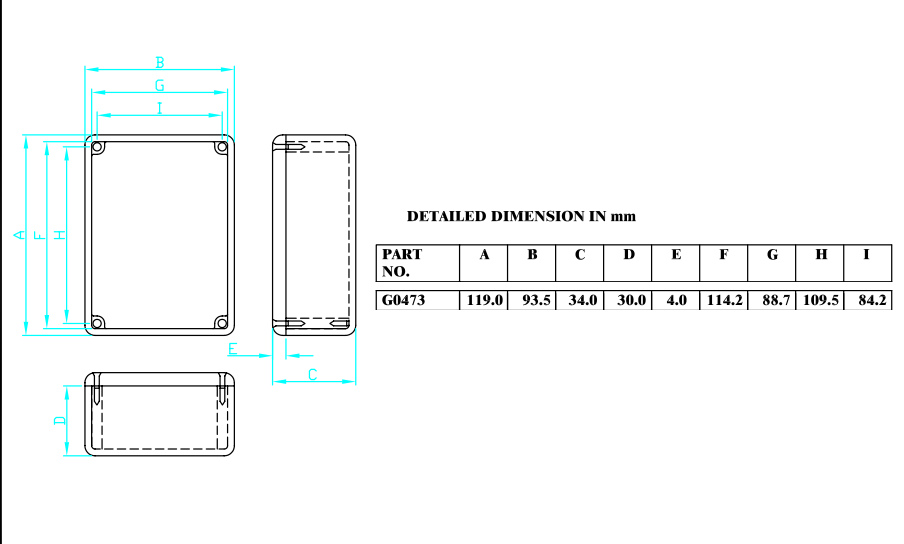 B
G
I
A
F
H
E
C
D
DETAILED DIMENSION IN mm
PART NO. A B C D E F G H I
G0473 119.0 93.5 34.0 30.0 4.0 114.2 88.7 109.5 84.2